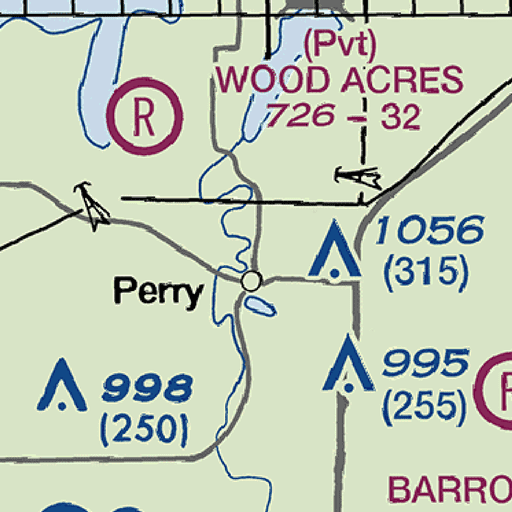 (Pvt)
WOOD ACRES
726 - 32
R
1056
(315)
Perry
995
(255)
998
(250)
R
BARRO